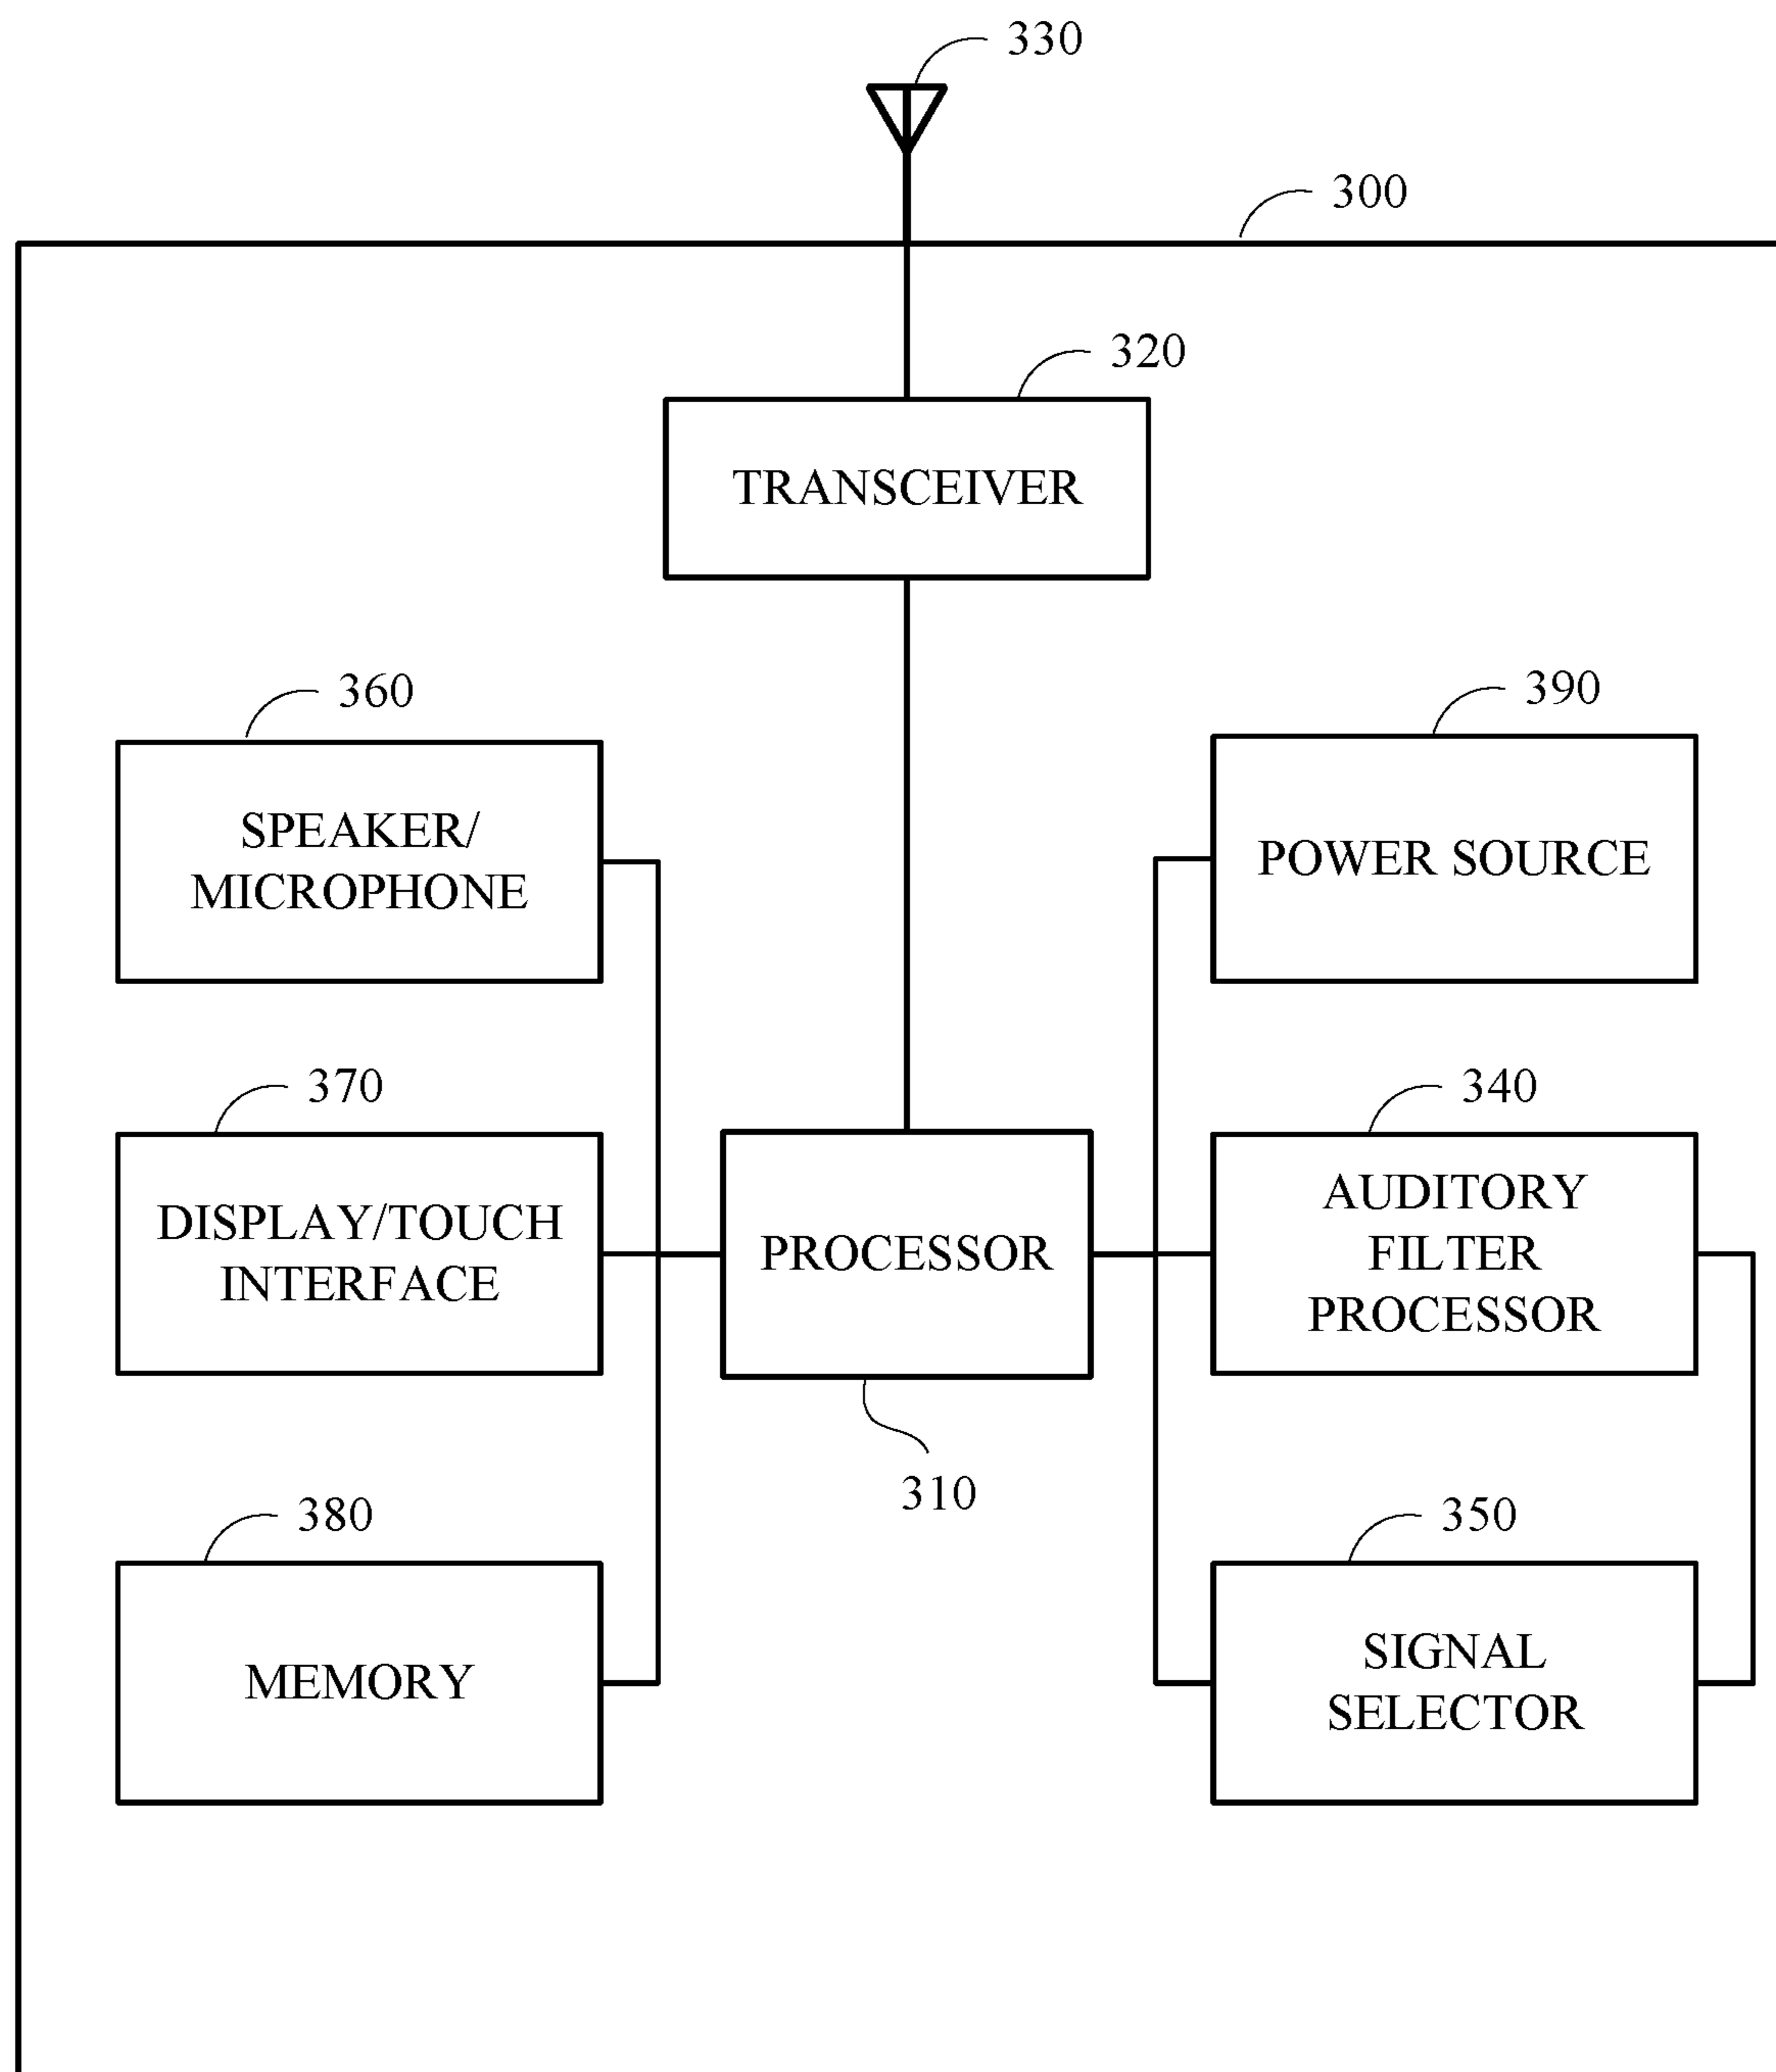 330
300
320
TRANSCEIVER
360
390
SPEAKER/
MICROPHONE
POWER SOURCE
370
340
DISPLAY/TOUCH
INTERFACE
PROCESSOR
AUDITORY
FILTER
PROCESSOR
310
380
350
MEMORY
SIGNAL
SELECTOR